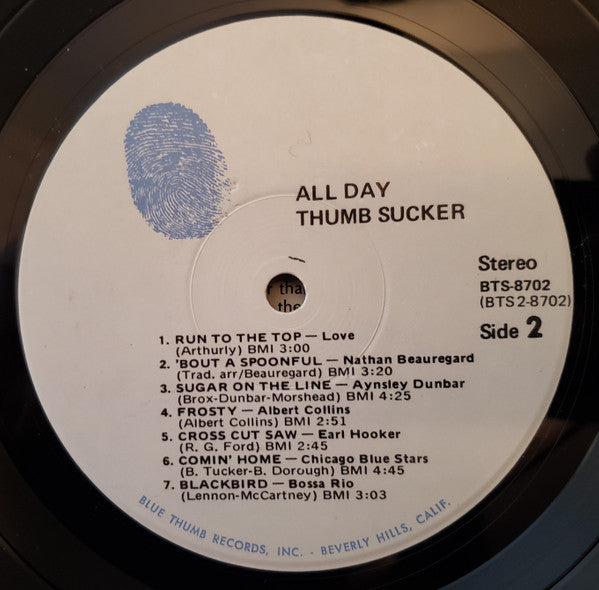 ALL DAY
THUMB SUCKER
Stereo
BTS-8702
(BTS2-8702)
Side 2
tha
the
1. RUN TO THE TOP — Love
(Arthurly) BMI 3:00
2. 'BOUT A SPOONFUL — Nathan Beauregard
(Trad. arr/Beauregard) BMI 3:20
3. SUGAR ON THE LINE — Aynsley Dunbar
(Brox-Dunbar-Morshead) BMI 4:25
4. FROSTY — Albert Collins
(Albert Collins) BMI 2:51
5. CROSS CUT SAW — Earl Hooker
(R. G. Ford) BMI 2:45
6. COMIN' HOME — Chicago Blue Stars
(B. Tucker-B. Dorough) BMI 4:45
7. BLACKBIRD — Bossa Rio
(Lennon-McCartney) BMI 3:03
BLUE THUMB RECORDS, INC. - BEVERLY HILLS, CALIF.